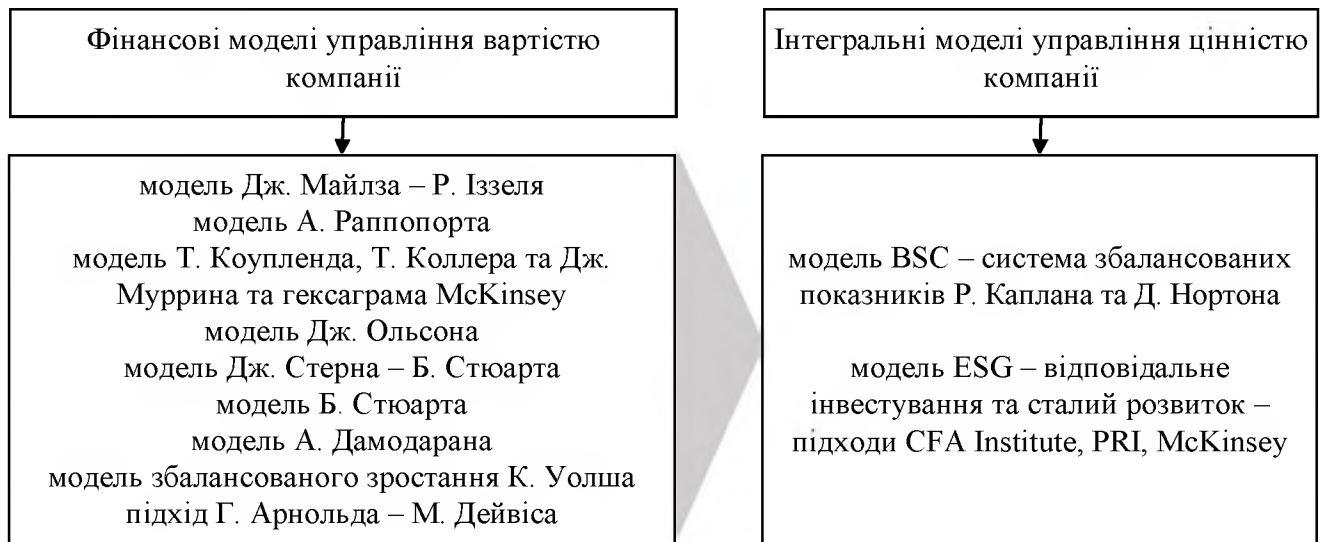 Фінансові моделі управління вартістю
компанії
Інтегральні моделі управління цінністю
компанії
модель Дж. Майлза – Р. Іззеля
модель А. Раппопорта
модель Т. Коупленда, Т. Коллера та Дж.
Муррина та гексаграма McKinsey
модель Дж. Ольсона
модель Дж. Стерна – Б. Стюарта
модель Б. Стюарта
модель А. Дамодарана
модель збалансованого зростання К. Уолша
підхід Г. Арнольда – М. Дейвіса
модель BSC – система збалансованих
показників Р. Каплана та Д. Нортона
модель ESG – відповідальне
інвестування та сталий розвиток –
підходи CFA Institute, PRI, McKinsey